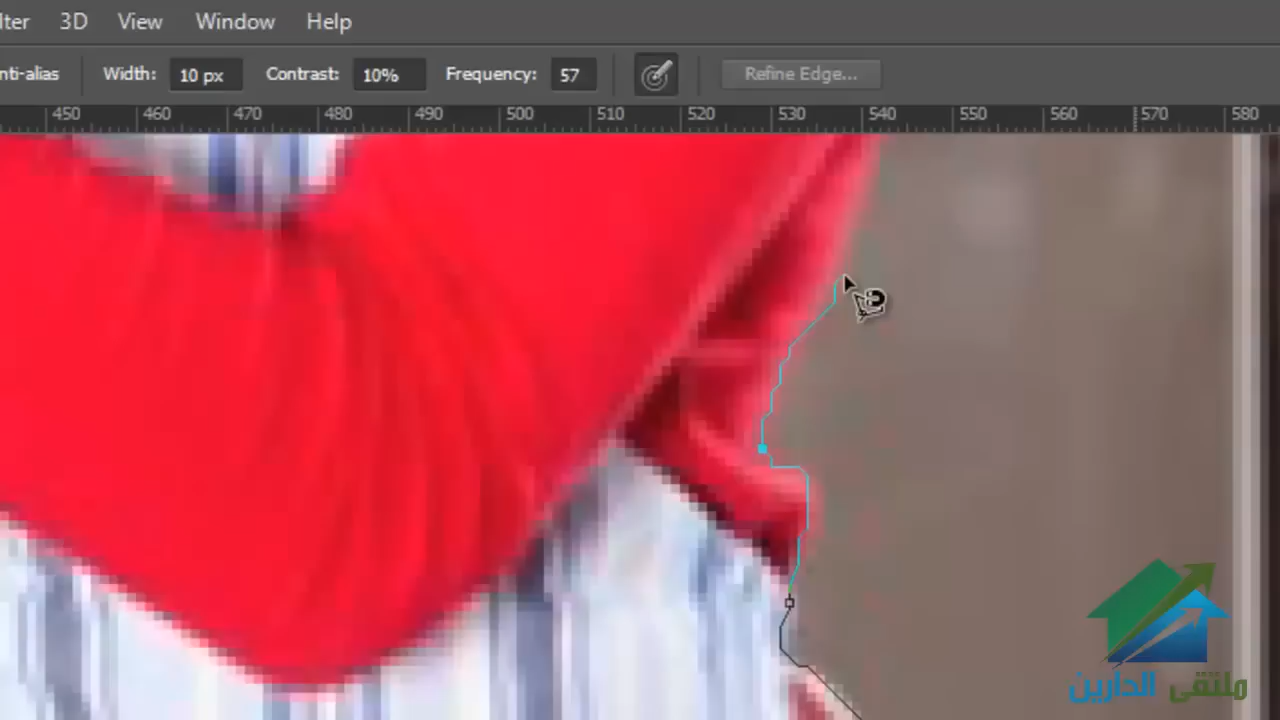 lter 3D View Window Help
nti-alias Width: 10 px Contrast: 10% Frequency: 57 Refine Edge...
450 460 470 480 490 500 510 520 530 540 550 560 570 580
ملتقى الدارين